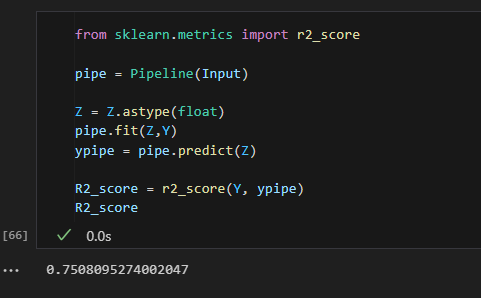 from sklearn.metrics import r2_score
pipe = Pipeline(Input)
Z = Z.astype(float)
pipe.fit(Z,Y)
ypipe = pipe.predict(Z)
R2_score = r2_score(Y, ypipe)
R2_score
[66] ✓ 0.0s
... 0.7508095274002047